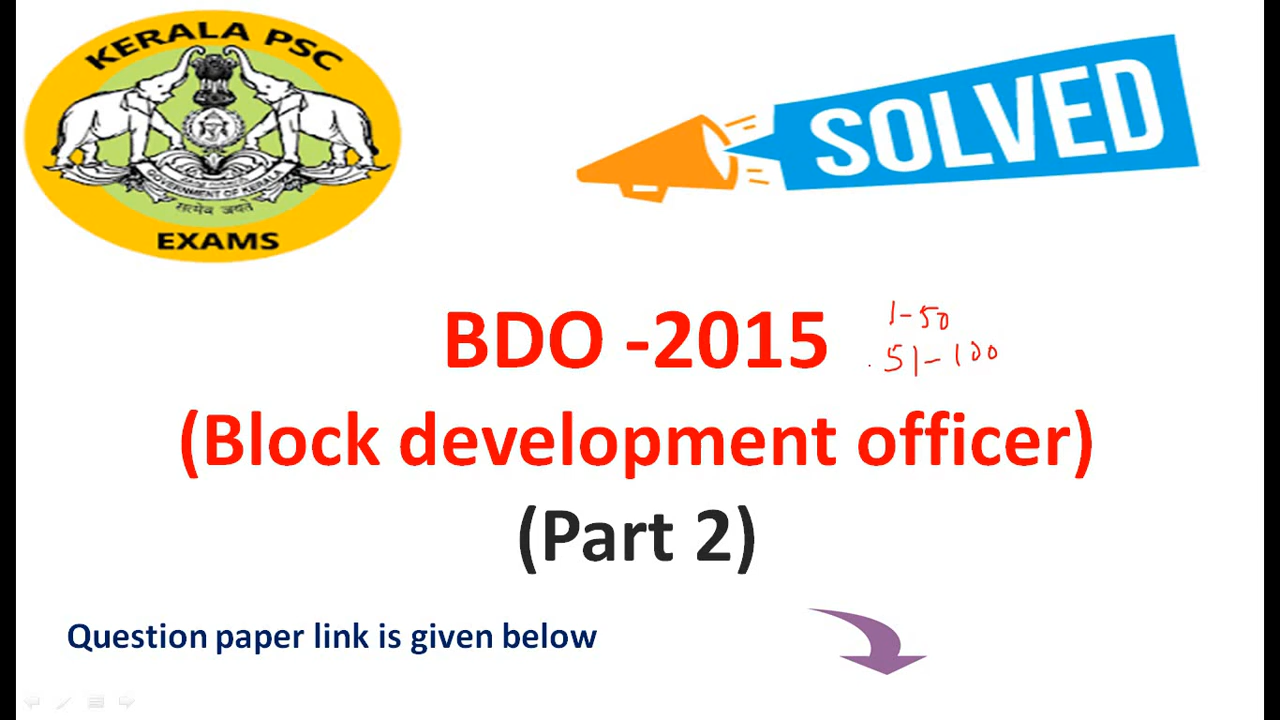 KERALA PSC
GOVERNMENT OF KERALA
सत्यमेव जयते
EXAMS
SOLVED
BDO -2015
1-50
51-100
(Block development officer)
(Part 2)
Question paper link is given below